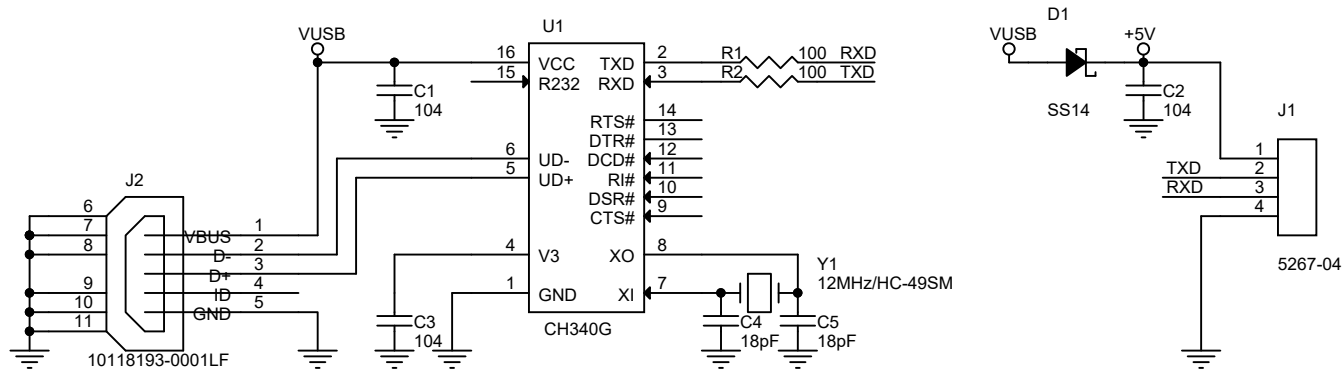 U1
VUSB
16
VCC
TXD
2
R1
100
RXD
15
R232
RXD
3
R2
100
TXD
C1
104
RTS#
14
DTR#
13
6
UD-
DCD#
12
5
UD+
RI#
11
DSR#
10
CTS#
9
4
V3
XO
8
1
GND
XI
7
CH340G
C3
104
Y1
12MHz/HC-49SM
C4
18pF
C5
18pF
J2
6
7
8
9
10
11
VBUS
1
D-
2
D+
3
ID
4
GND
5
10118193-0001LF
D1
VUSB
+5V
SS14
C2
104
J1
1
TXD
2
RXD
3
4
5267-04